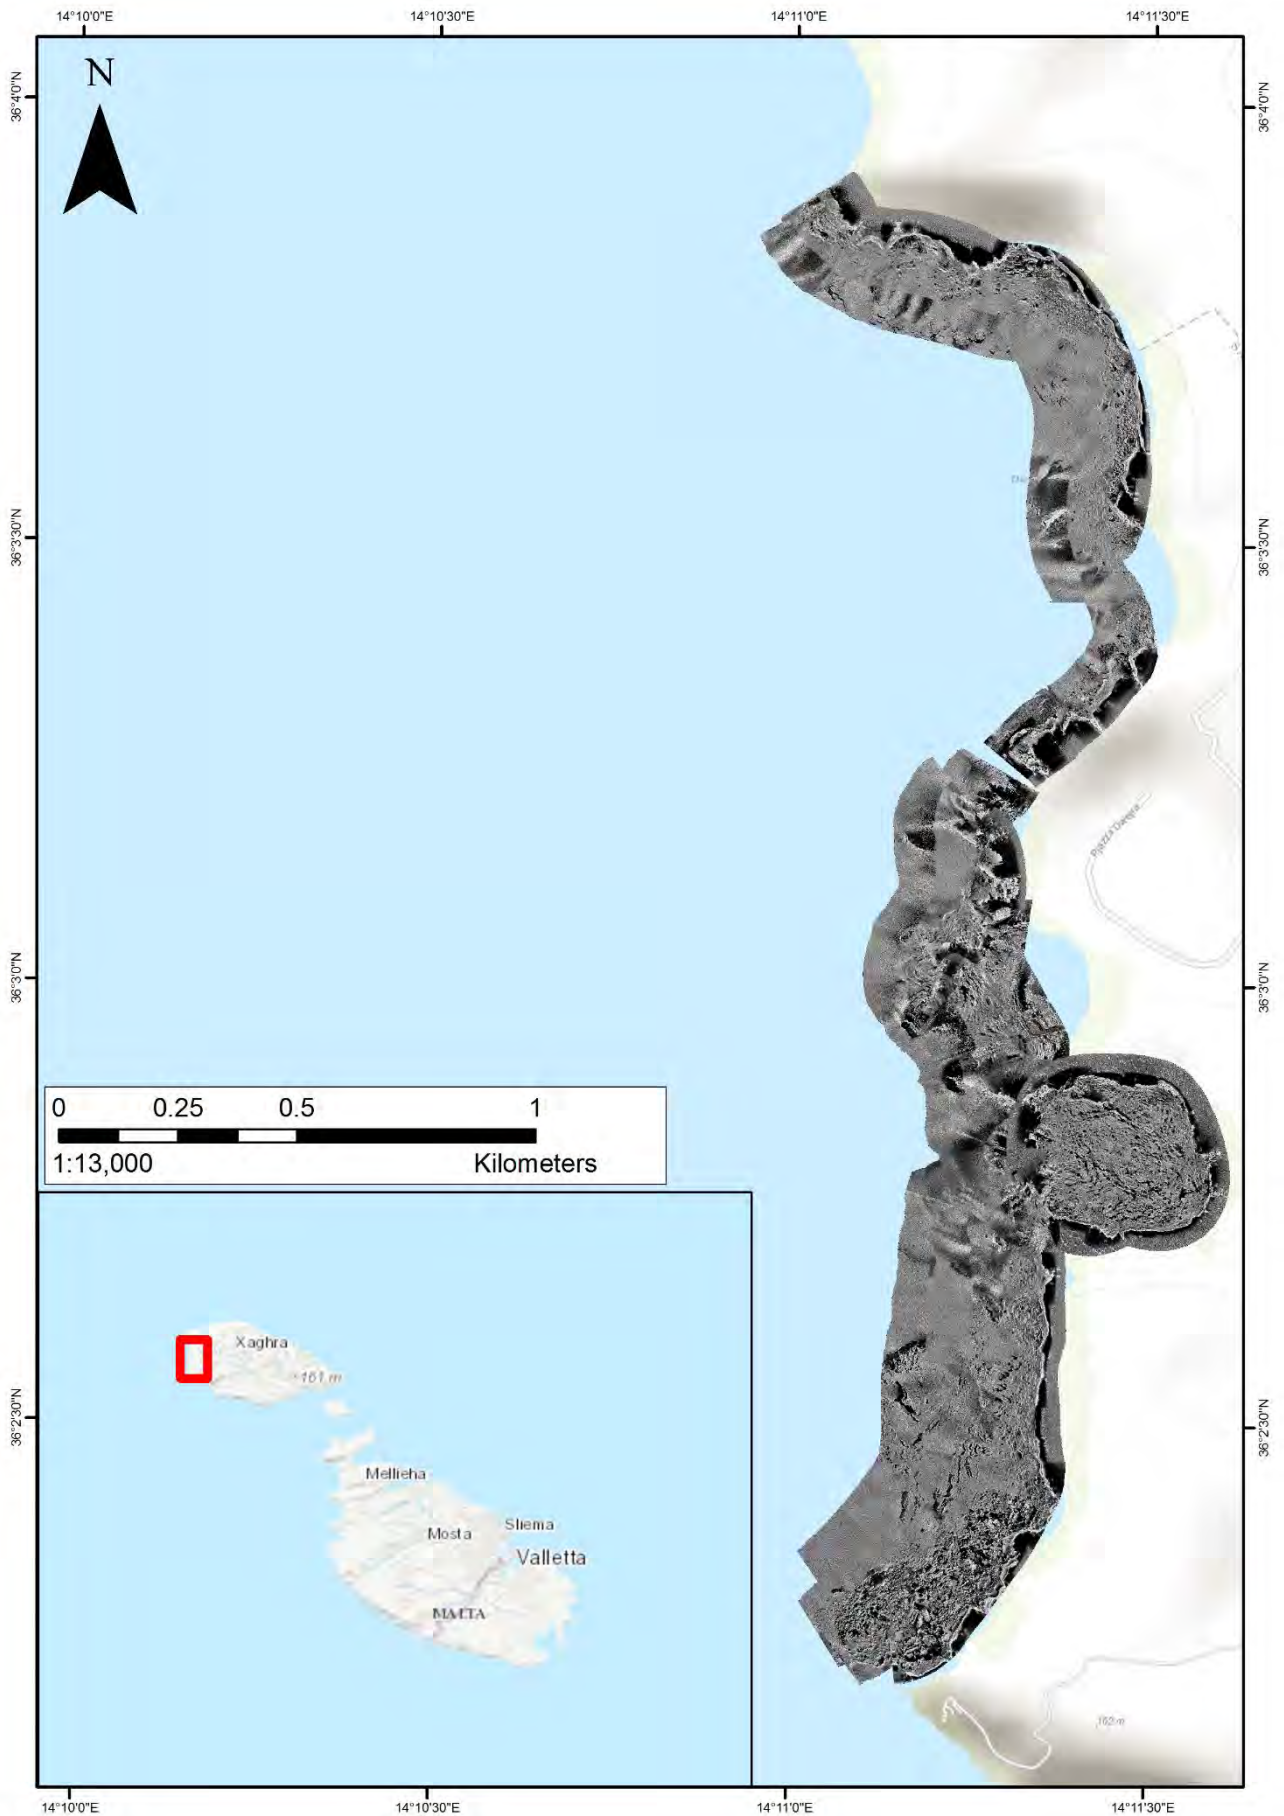 14°10'0"E 14°10'30"E 14°11'0"E 14°11'30"E
N
36°4'0"N 36°4'0"N
36°3'30"N 36°3'30"N
Pjazza Dwejra
36°3'0"N 36°3'0"N
0 0.25 0.5 1
1:13,000 Kilometers
Xaghra
161 m
36°2'30"N 36°2'30"N
Mellieha
Mosta
Sliema
Valletta
MALTA
162 m
14°10'0"E 14°10'30"E 14°11'0"E 14°11'30"E